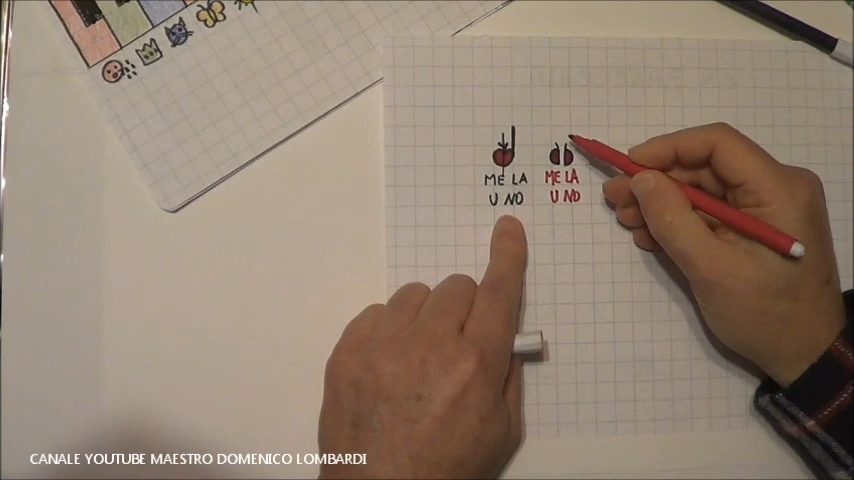 ME LA ME LA
U NO U NO
CANALE YOUTUBE MAESTRO DOMENICO LOMBARDI